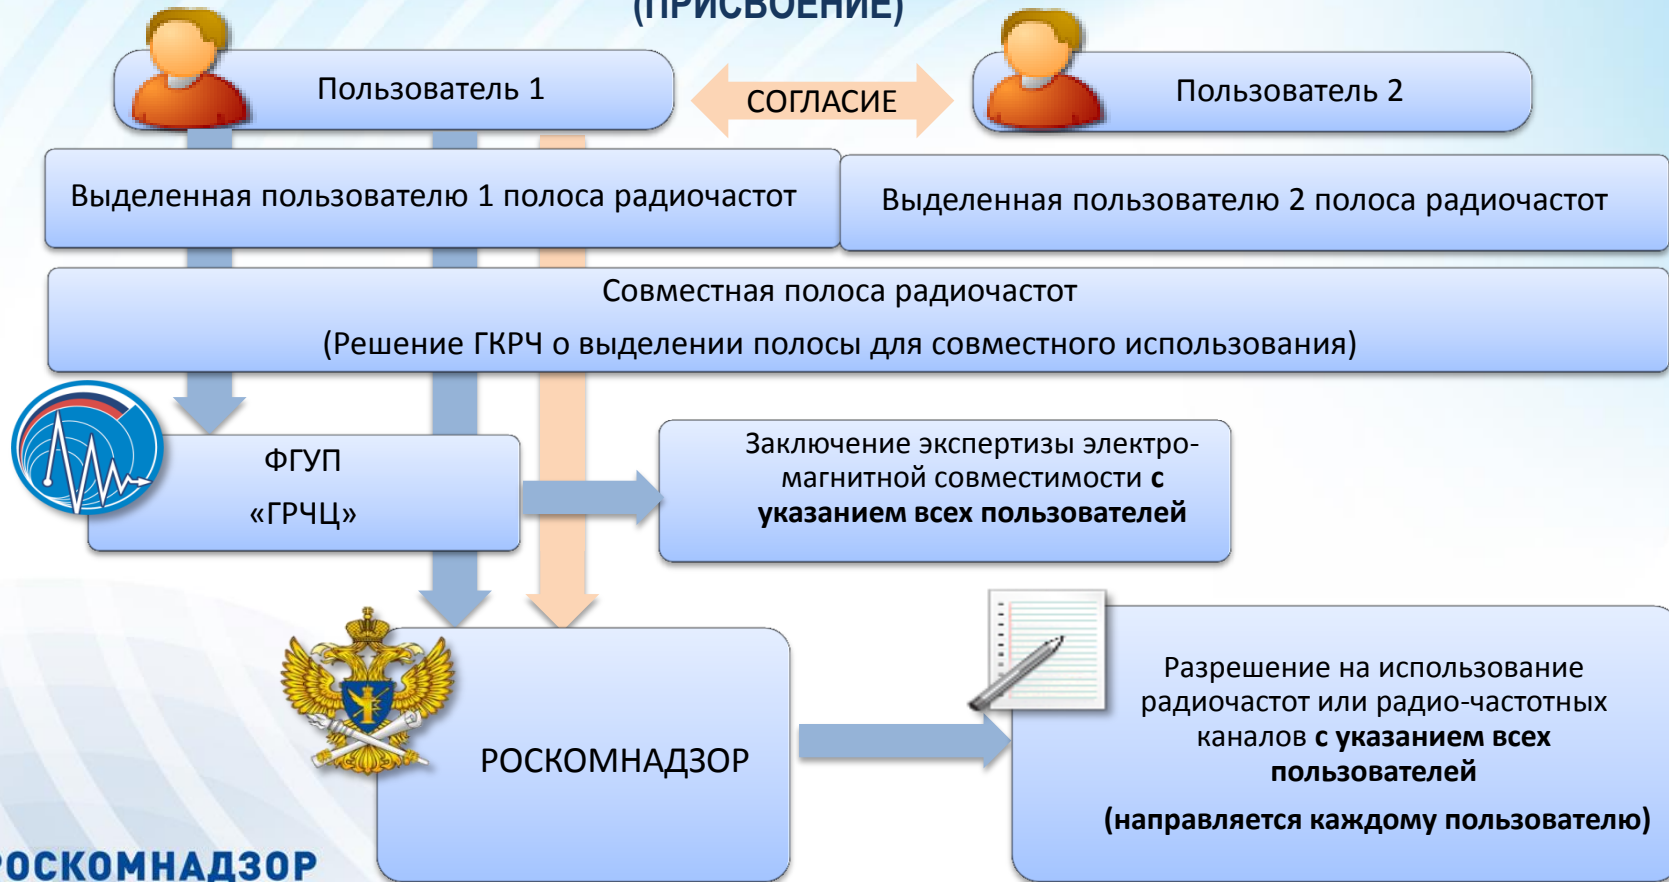 (ПРИСВОЕНИЕ)
Пользователь 1
СОГЛАСИЕ
Пользователь 2
Выделенная пользователю 1 полоса радиочастот
Выделенная пользователю 2 полоса радиочастот
Совместная полоса радиочастот
(Решение ГКРЧ о выделении полосы для совместного использования)
ФГУП
«ГРЧЦ»
Заключение экспертизы электро-
магнитной совместимости с
указанием всех пользователей
РОСКОМНАДЗОР
Разрешение на использование
радиочастот или радио-частотных
каналов с указанием всех
пользователей
(направляется каждому пользователю)
РОСКОМНАДЗОР